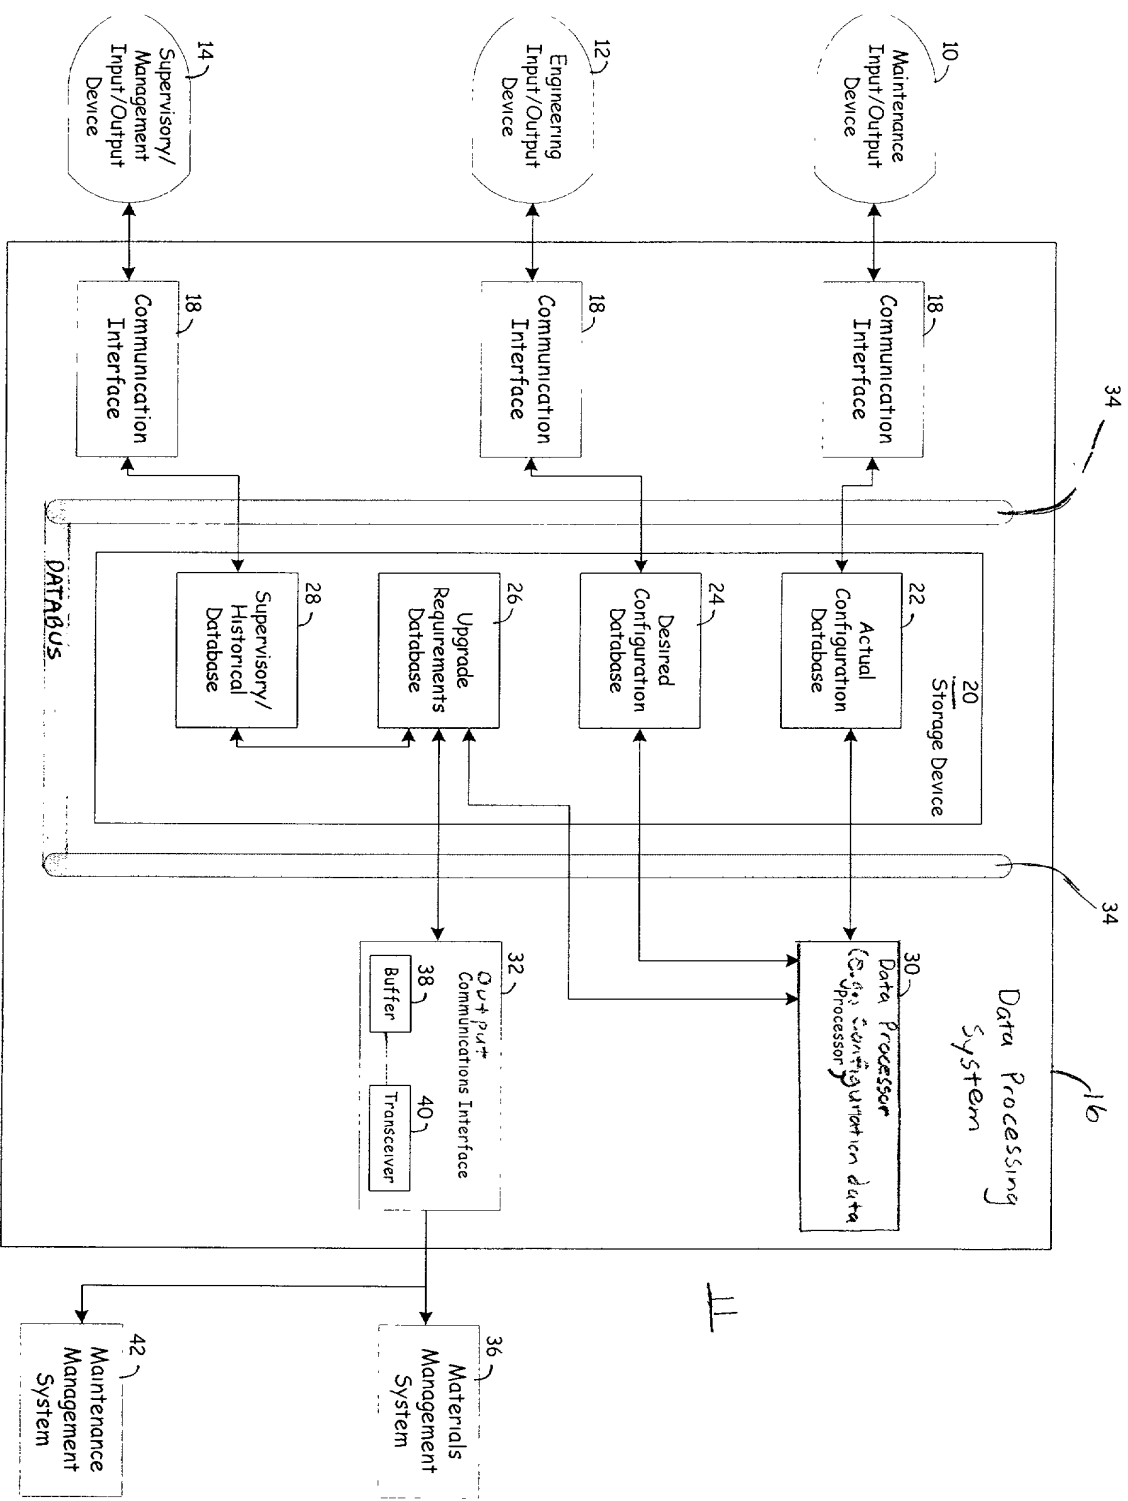 10
Maintenance
Input/Output
Device
12
Engineering
Input/Output
Device
14
Supervisory/
Management
Input/Output
Device
18
Communication
Interface
18
Communication
Interface
18
Communication
Interface
34
DATABUS
20
Storage Device
22
Actual
Configuration
Database
24
Desired
Configuration
Database
26
Upgrade
Requirements
Database
28
Supervisory/
Historical
Database
34
Data Processing
System
16
30
Data Processor
(e.g. Configuration data
Processor)
32
Output
Communications Interface
38
Buffer
40
Transceiver
36
Materials
Management
System
42
Maintenance
Management
System